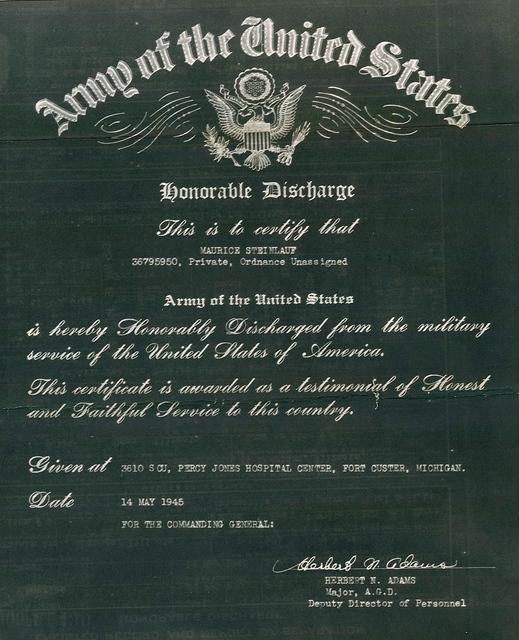 Army of the United States
Honorable Discharge
This is to certify that
MAURICE STEINLAUF
36795950, Private, Ordnance Unassigned
Army of the United States
is hereby Honorably Discharged from the military
service of the United States of America.
This certificate is awarded as a testimonial of Honest
and Faithful Service to this country.
Given at 3610 SCU, PERCY JONES HOSPITAL CENTER, FORT CUSTER, MICHIGAN.
Date 14 MAY 1945
FOR THE COMMANDING GENERAL:
Herbert N. Adams
HERBERT N. ADAMS
Major, A.G.D.
Deputy Director of Personnel